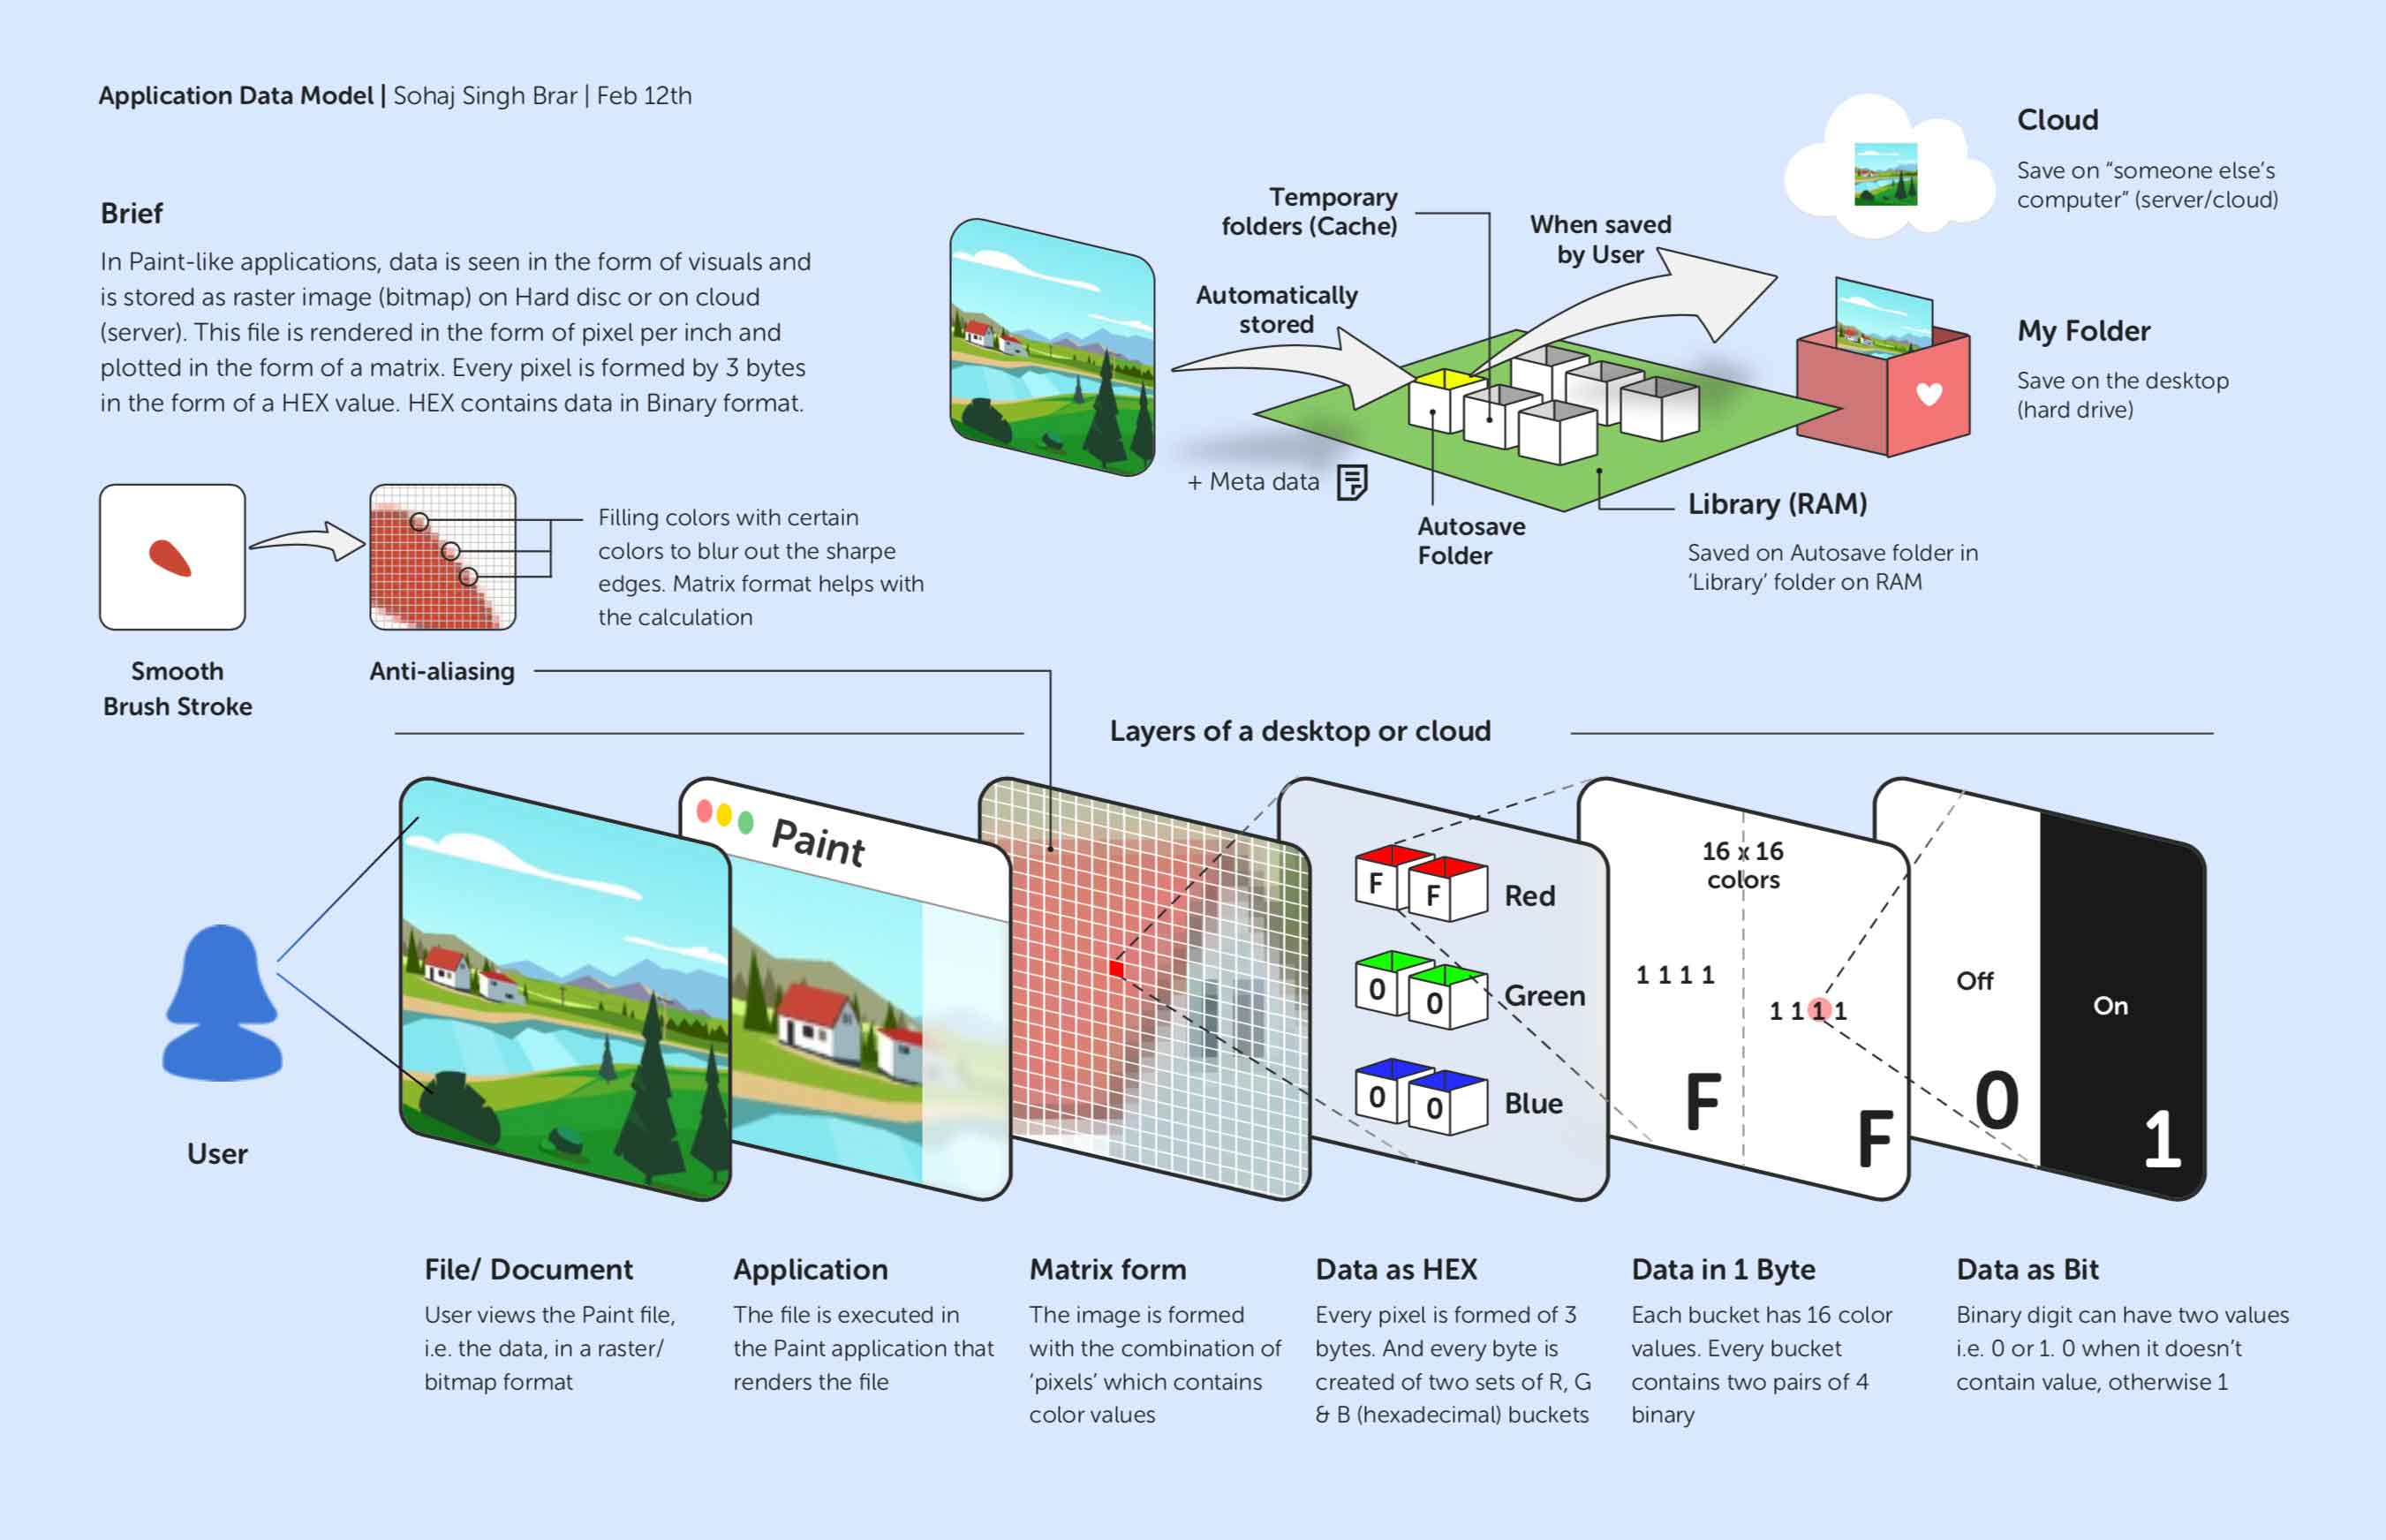 Application Data Model | Sohaj Singh Brar | Feb 12th
Brief
In Paint-like applications, data is seen in the form of visuals and
is stored as raster image (bitmap) on Hard disc or on cloud
(server). This file is rendered in the form of pixel per inch and
plotted in the form of a matrix. Every pixel is formed by 3 bytes
in the form of a HEX value. HEX contains data in Binary format.
Smooth
Brush Stroke
Anti-aliasing
Filling colors with certain
colors to blur out the sharpe
edges. Matrix format helps with
the calculation
Automatically
stored
+ Meta data
Temporary
folders (Cache)
When saved
by User
Autosave
Folder
Library (RAM)
Saved on Autosave folder in
‘Library’ folder on RAM
Cloud
Save on “someone else’s
computer” (server/cloud)
My Folder
Save on the desktop
(hard drive)
Layers of a desktop or cloud
User
Paint
F F Red
0 0 Green
0 0 Blue
16 x 16
colors
1 1 1 1
1 1 1 1
F
F
Off
On
0
1
File/ Document
User views the Paint file,
i.e. the data, in a raster/
bitmap format
Application
The file is executed in
the Paint application that
renders the file
Matrix form
The image is formed
with the combination of
‘pixels’ which contains
color values
Data as HEX
Every pixel is formed of 3
bytes. And every byte is
created of two sets of R, G
& B (hexadecimal) buckets
Data in 1 Byte
Each bucket has 16 color
values. Every bucket
contains two pairs of 4
binary
Data as Bit
Binary digit can have two values
i.e. 0 or 1. 0 when it doesn’t
contain value, otherwise 1